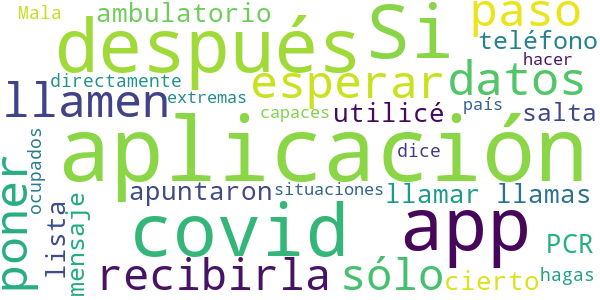 Mala ambulatorio Si paso
después teléfono
directamente esperar datos hacer
llamen extremas capaces utilicé país salta
aplicación
ocupados dice
poner lista mensaje apuntaron situaciones llamar llamas
covid app PCR
recibirla sólo cierto hagas